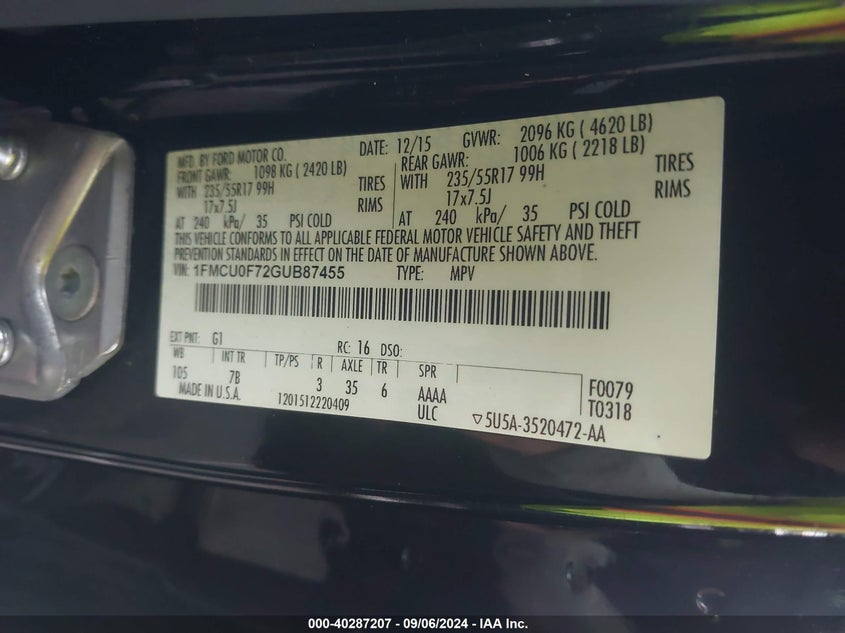 MFD. BY FORD MOTOR CO.
DATE: 12/15 GVWR: 2096 KG ( 4620 LB)
FRONT GAWR: 1098 KG ( 2420 LB)
REAR GAWR: 1006 KG ( 2218 LB)
WITH 235/55R17 99H TIRES
WITH 235/55R17 99H TIRES
17x7.5J RIMS
17x7.5J RIMS
AT 240 kPa/ 35 PSI COLD
AT 240 kPa/ 35 PSI COLD
THIS VEHICLE CONFORMS TO ALL APPLICABLE FEDERAL MOTOR VEHICLE SAFETY AND THEFT
PREVENTION STANDARDS IN EFFECT ON THE DATE OF MANUFACTURE SHOWN ABOVE.
VIN: 1FMCU0F72GUB87455 TYPE: MPV
EXT PNT: G1 RC: 16 DSO:
WB INT TR TP/PS R AXLE TR SPR
105 7B 3 35 6 AAAA F0079
MADE IN U.S.A. 1201512220409 ULC T0318
▽5U5A-3520472-AA
000-40287207 - 09/06/2024 - IAA Inc.